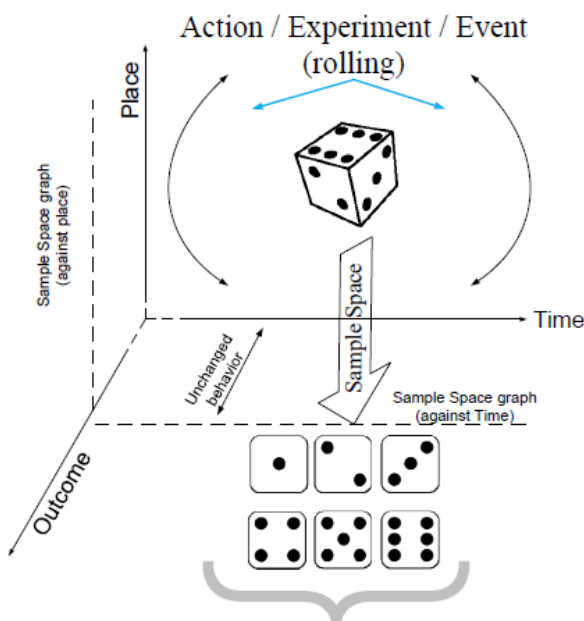 Action / Experiment / Event
(rolling)
Place
Sample Space graph
(against place)
Sample Space
Time
Unchanged
behavior
Sample Space graph
(against Time)
Outcome